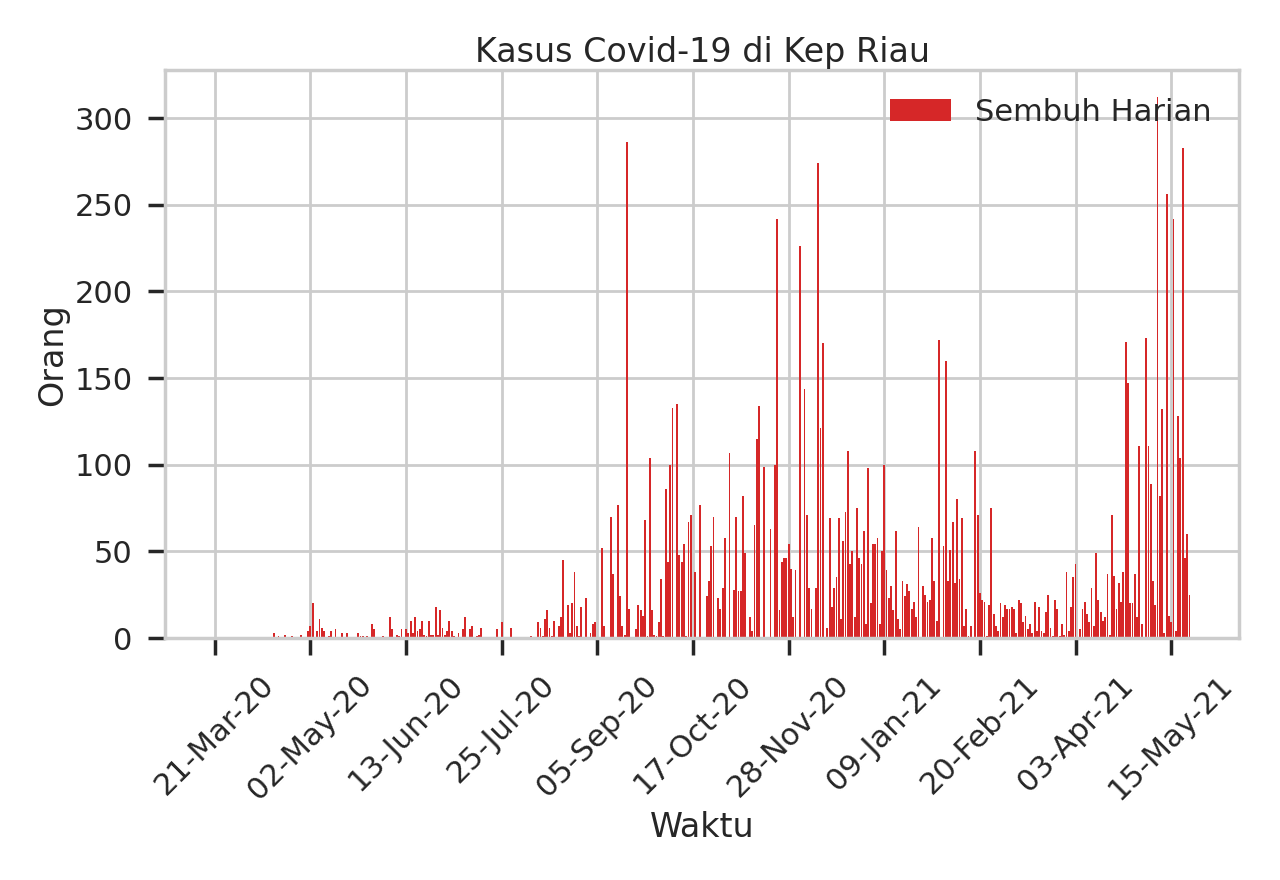 Kasus Covid-19 di Kep Riau
Sembuh Harian
Orang
300
250
200
150
100
50
0
21-Mar-20
02-May-20
13-Jun-20
25-Jul-20
05-Sep-20
17-Oct-20
28-Nov-20
09-Jan-21
20-Feb-21
03-Apr-21
15-May-21
Waktu